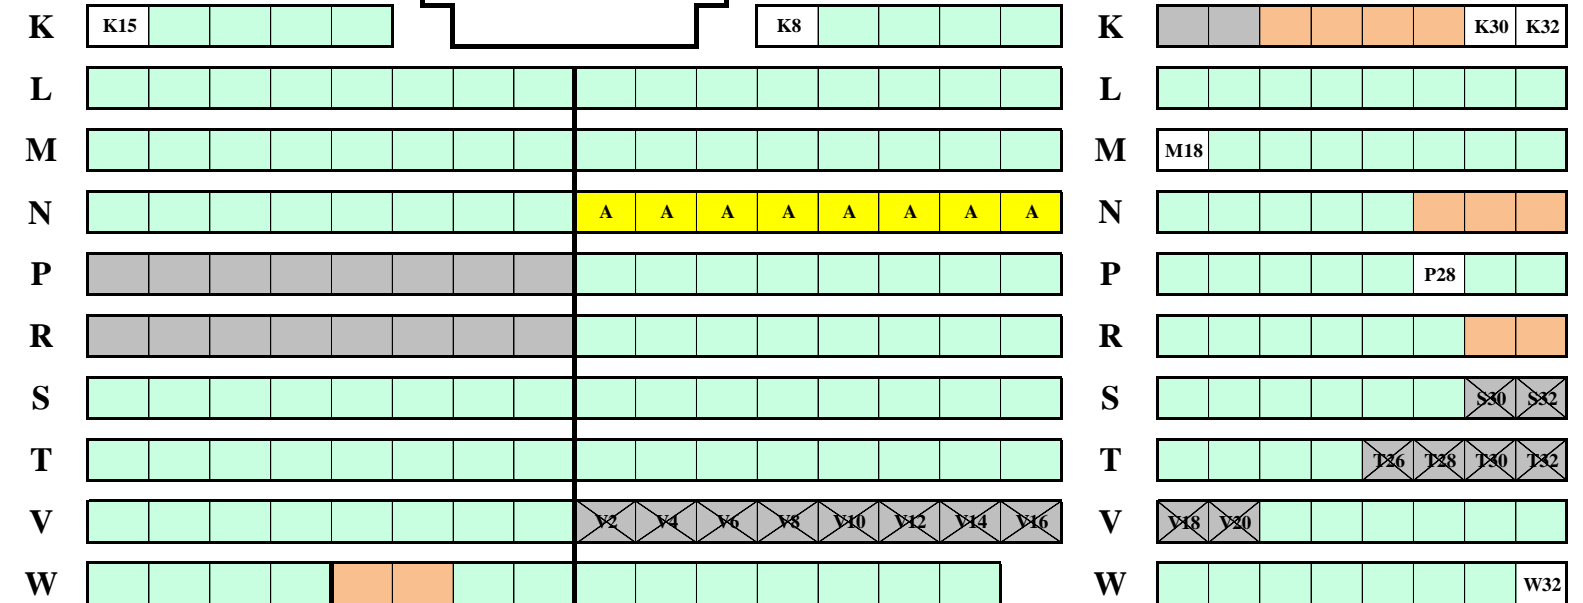 K K15 K8 K K30 K32
L L
M M M18
N A A A A A A A A N
P P P28
R R
S S S30 S32
T T T26 T28 T30 T32
V V2 V4 V6 V8 V10 V12 V14 V16 V V18 V20
W W W32